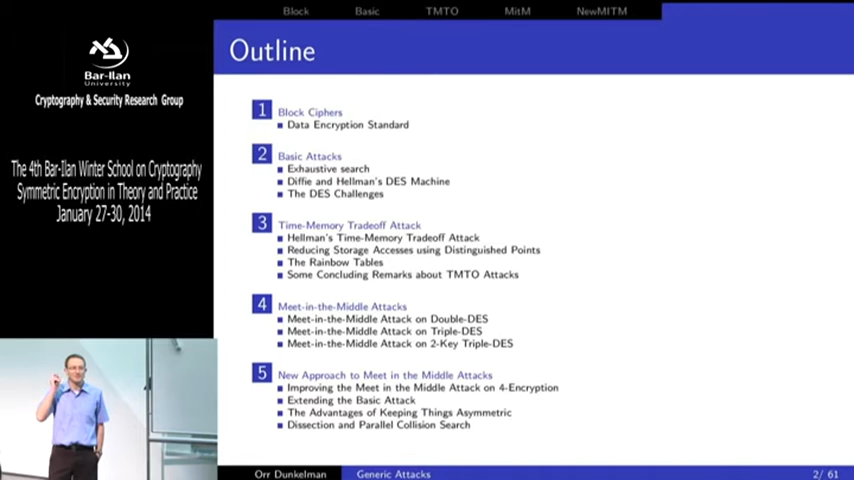 Block Basic TMTO MitM NewMITM
Outline
אב
Bar-Ilan
University
Cryptography & Security Research Group
The 4th Bar-Ilan Winter School on Cryptography
Symmetric Encryption in Theory and Practice
January 27-30, 2014
1 Block Ciphers
Data Encryption Standard
2 Basic Attacks
Exhaustive search
Diffie and Hellman's DES Machine
The DES Challenges
3 Time-Memory Tradeoff Attack
Hellman's Time-Memory Tradeoff Attack
Reducing Storage Accesses using Distinguished Points
The Rainbow Tables
Some Concluding Remarks about TMTO Attacks
4 Meet-in-the-Middle Attacks
Meet-in-the-Middle Attack on Double-DES
Meet-in-the-Middle Attack on Triple-DES
Meet-in-the-Middle Attack on 2-Key Triple-DES
5 New Approach to Meet in the Middle Attacks
Improving the Meet in the Middle Attack on 4-Encryption
Extending the Basic Attack
The Advantages of Keeping Things Asymmetric
Dissection and Parallel Collision Search
Orr Dunkelman Generic Attacks 2/ 61